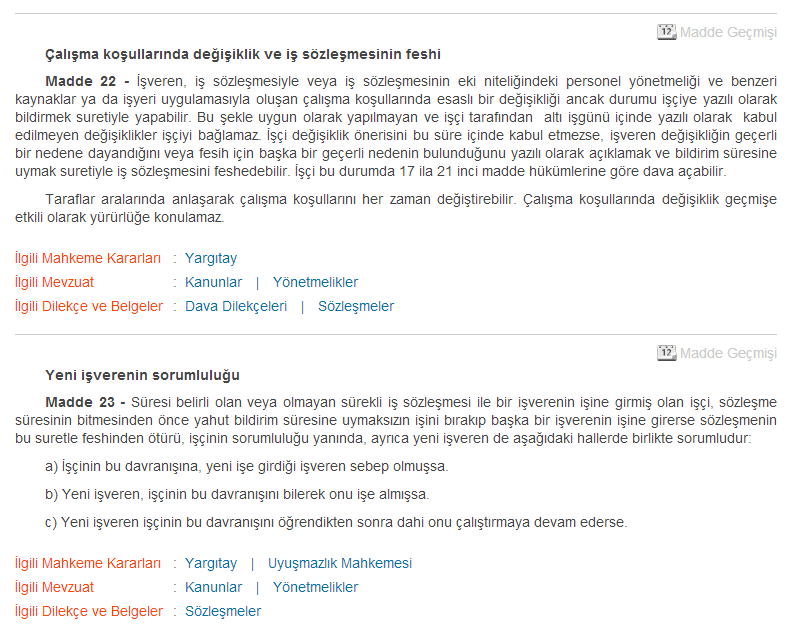 Madde Geçmişi
Çalışma koşullarında değişiklik ve iş sözleşmesinin feshi
Madde 22 - İşveren, iş sözleşmesiyle veya iş sözleşmesinin eki niteliğindeki personel yönetmeliği ve benzeri
kaynaklar ya da işyeri uygulamasıyla oluşan çalışma koşullarında esaslı bir değişikliği ancak durumu işçiye yazılı olarak
bildirmek suretiyle yapabilir. Bu şekle uygun olarak yapılmayan ve işçi tarafından altı işgünü içinde yazılı olarak kabul
edilmeyen değişiklikler işçiyi bağlamaz. İşçi değişiklik önerisini bu süre içinde kabul etmezse, işveren değişikliğin geçerli
bir nedene dayandığını veya fesih için başka bir geçerli nedenin bulunduğunu yazılı olarak açıklamak ve bildirim süresine
uymak suretiyle iş sözleşmesini feshedebilir. İşçi bu durumda 17 ila 21 inci madde hükümlerine göre dava açabilir.
Taraflar aralarında anlaşarak çalışma koşullarını her zaman değiştirebilir. Çalışma koşullarında değişiklik geçmişe
etkili olarak yürürlüğe konulamaz.
İlgili Mahkeme Kararları : Yargıtay
İlgili Mevzuat : Kanunlar | Yönetmelikler
İlgili Dilekçe ve Belgeler : Dava Dilekçeleri | Sözleşmeler
Madde Geçmişi
Yeni işverenin sorumluluğu
Madde 23 - Süresi belirli olan veya olmayan sürekli iş sözleşmesi ile bir işverenin işine girmiş olan işçi, sözleşme
süresinin bitmesinden önce yahut bildirim süresine uymaksızın işini bırakıp başka bir işverenin işine girerse sözleşmenin
bu suretle feshinden ötürü, işçinin sorumluluğu yanında, ayrıca yeni işveren de aşağıdaki hallerde birlikte sorumludur:
a) İşçinin bu davranışına, yeni işe girdiği işveren sebep olmuşsa.
b) Yeni işveren, işçinin bu davranışını bilerek onu işe almışsa.
c) Yeni işveren işçinin bu davranışını öğrendikten sonra dahi onu çalıştırmaya devam ederse.
İlgili Mahkeme Kararları : Yargıtay | Uyuşmazlık Mahkemesi
İlgili Mevzuat : Kanunlar | Yönetmelikler
İlgili Dilekçe ve Belgeler : Sözleşmeler